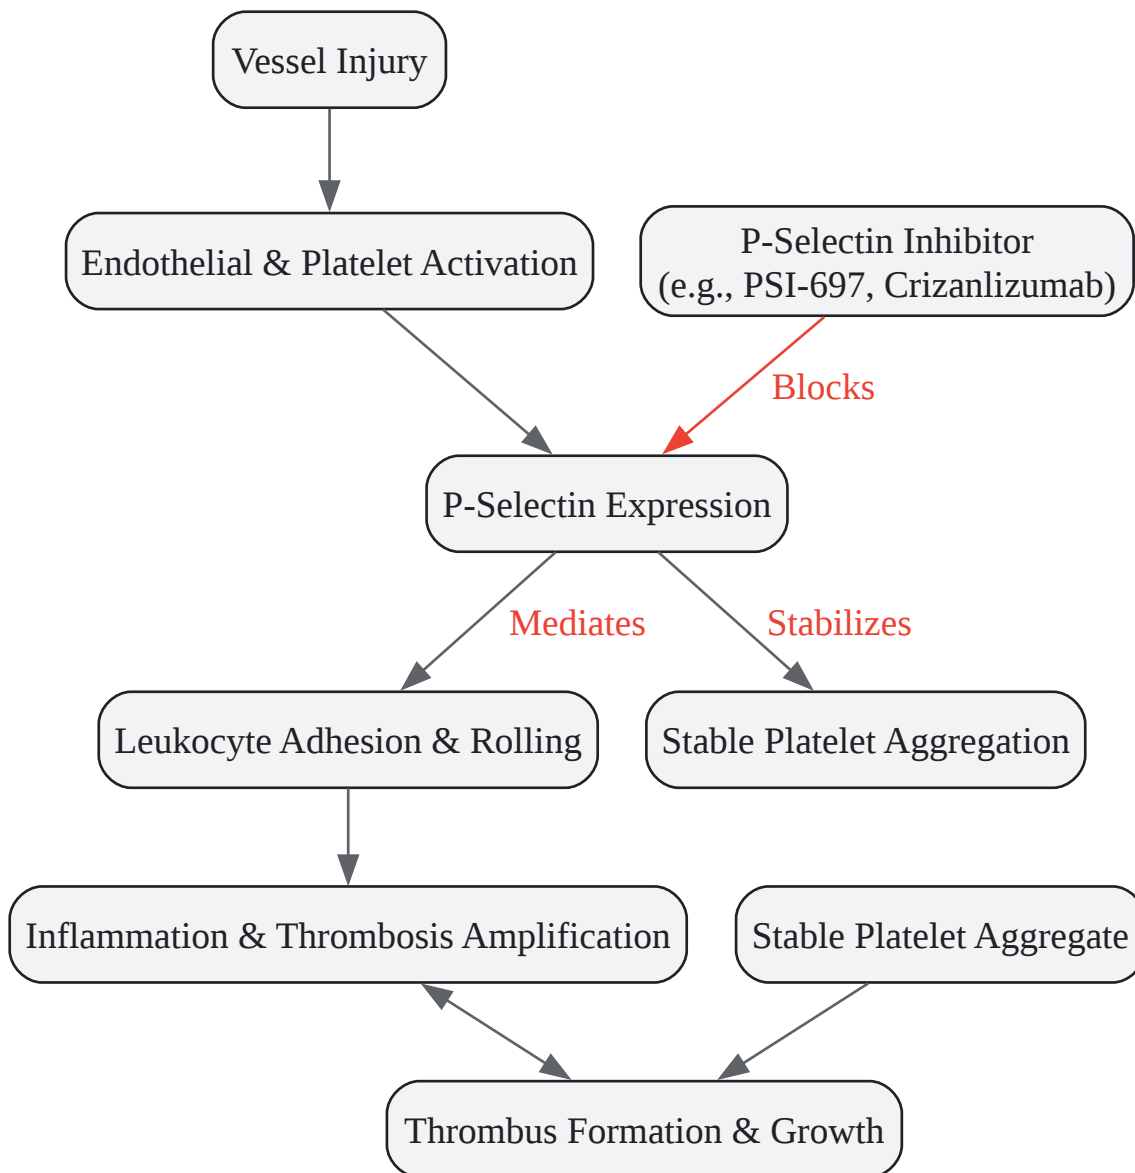 Vessel Injury
Endothelial & Platelet Activation
P-Selectin Inhibitor
(e.g., PSI-697, Crizanlizumab)
Blocks
P-Selectin Expression
Mediates
Stabilizes
Leukocyte Adhesion & Rolling
Stable Platelet Aggregation
Inflammation & Thrombosis Amplification
Stable Platelet Aggregate
Thrombus Formation & Growth